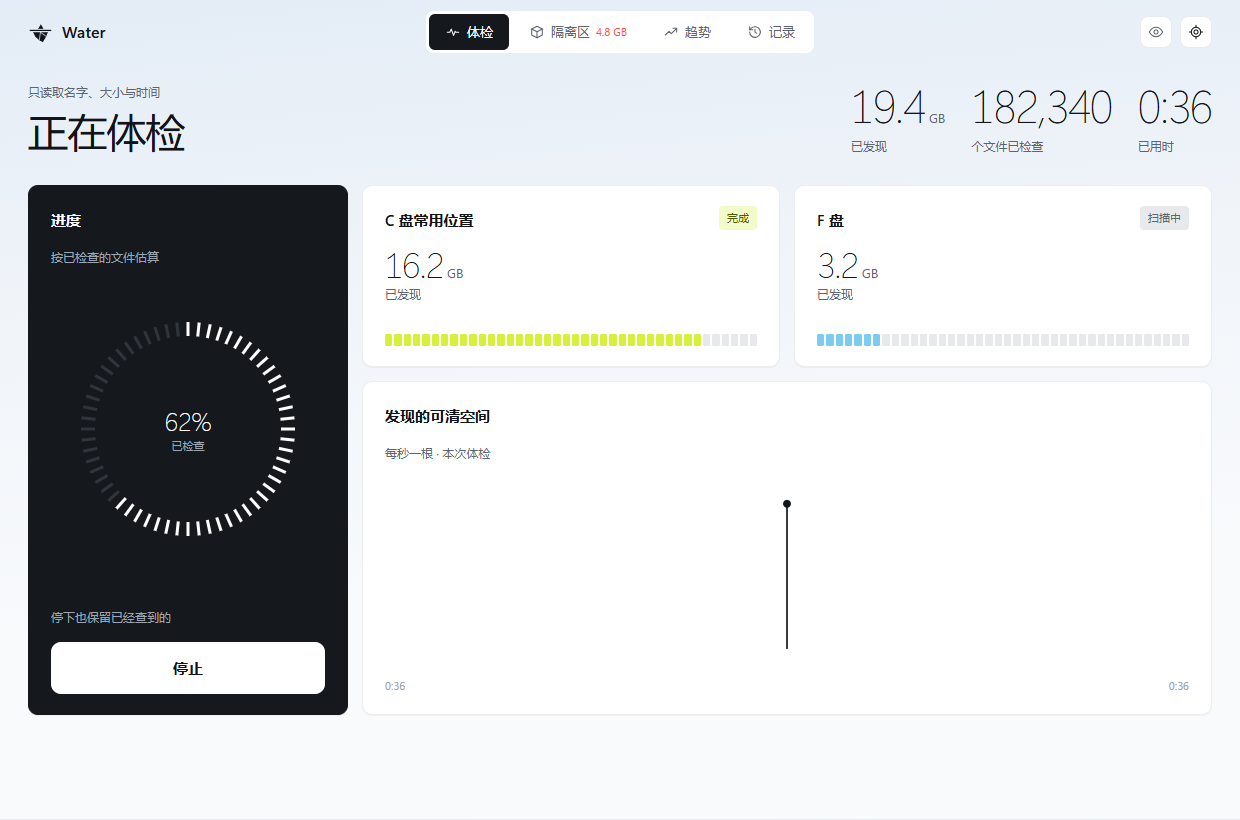 Water
体检
隔离区 4.8 GB
趋势
记录
只读取名字、大小与时间
正在体检
19.4 GB
已发现
182,340
个文件已检查
0:36
已用时
进度
按已检查的文件估算
62%
已检查
停下也保留已经查到的
停止
C 盘常用位置
完成
16.2 GB
已发现
F 盘
扫描中
3.2 GB
已发现
发现的可清空间
每秒一根 · 本次体检
0:36
0:36